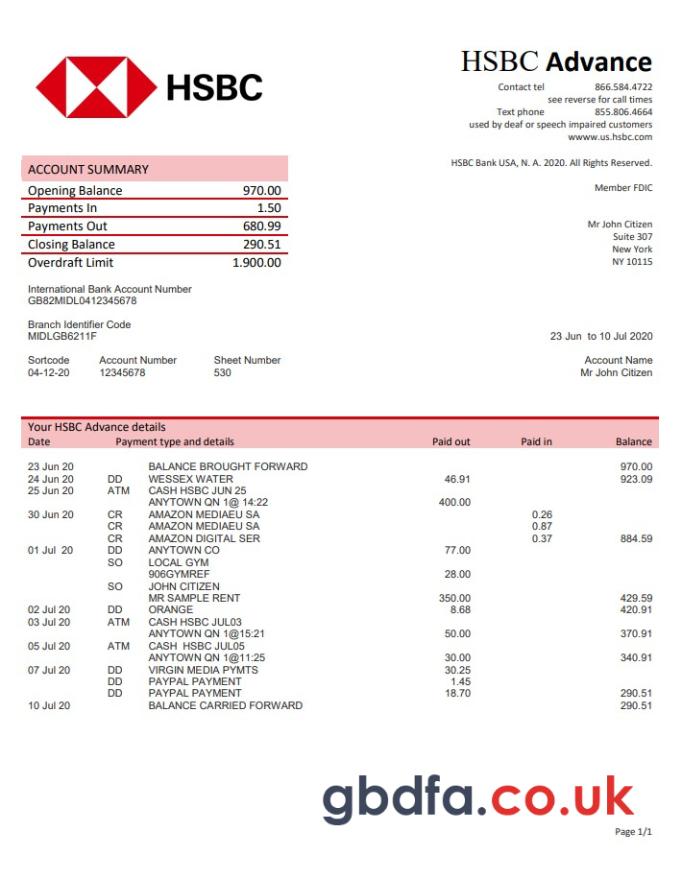 HSBC
HSBC Advance
Contact tel 866.584.4722
see reverse for call times
Text phone 855.806.4664
used by deaf or speech impaired customers
wwww.us.hsbc.com
HSBC Bank USA, N. A. 2020. All Rights Reserved.
Member FDIC
ACCOUNT SUMMARY
Opening Balance 970.00
Payments In 1.50
Payments Out 680.99
Closing Balance 290.51
Overdraft Limit 1.900.00
Mr John Citizen
Suite 307
New York
NY 10115
International Bank Account Number
GB82MIDL0412345678
Branch Identifier Code
MIDLGB6211F
23 Jun to 10 Jul 2020
Sortcode Account Number Sheet Number Account Name
04-12-20 12345678 530 Mr John Citizen
Your HSBC Advance details
Date Payment type and details Paid out Paid in Balance
23 Jun 20 BALANCE BROUGHT FORWARD 970.00
24 Jun 20 DD WESSEX WATER 46.91 923.09
25 Jun 20 ATM CASH HSBC JUN 25
ANYTOWN QN 1@ 14:22 400.00
30 Jun 20 CR AMAZON MEDIAEU SA 0.26
CR AMAZON MEDIAEU SA 0.87
CR AMAZON DIGITAL SER 0.37 884.59
01 Jul 20 DD ANYTOWN CO 77.00
SO LOCAL GYM
906GYMREF 28.00
SO JOHN CITIZEN
MR SAMPLE RENT 350.00 429.59
02 Jul 20 DD ORANGE 8.68 420.91
03 Jul 20 ATM CASH HSBC JUL03
ANYTOWN QN 1@15:21 50.00 370.91
05 Jul 20 ATM CASH HSBC JUL05
ANYTOWN QN 1@11:25 30.00 340.91
07 Jul 20 DD VIRGIN MEDIA PYMTS 30.25
DD PAYPAL PAYMENT 1.45
DD PAYPAL PAYMENT 18.70 290.51
10 Jul 20 BALANCE CARRIED FORWARD 290.51
gbdfa.co.uk
Page 1/1